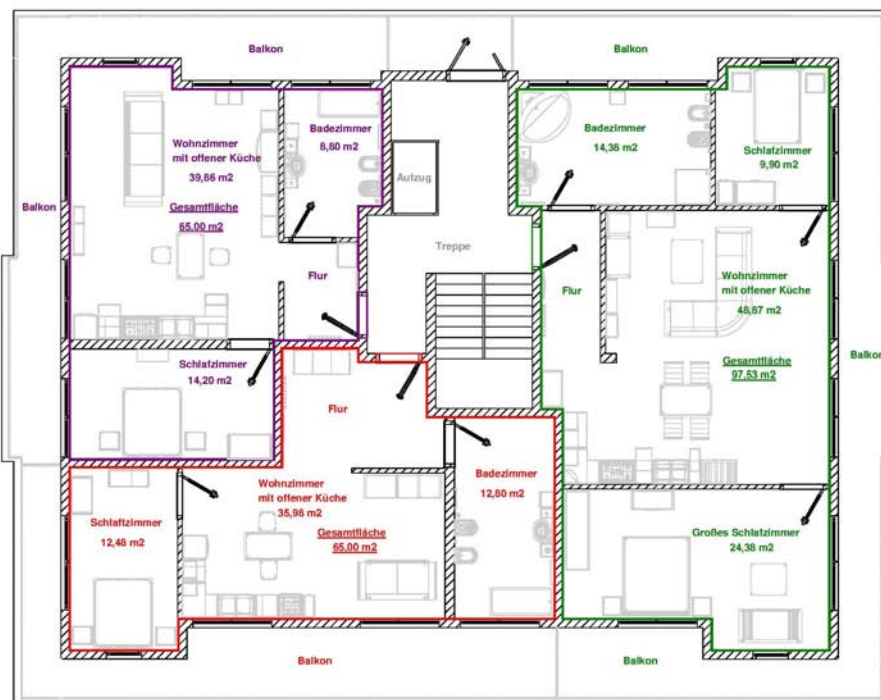 Balkon
Balkon
Wohnzimmer
mit offener Küche
39,86 m2
Gesamtfläche
65.00 m2
Badezimmer
8,80 m2
Balkon
Flur
Schlafzimmer
14,20 m2
Aufzug
Treppe
Badezimmer
14,38 m2
Schlafzimmer
9,90 m2
Flur
Wohnzimmer
mit offener Küche
48,87 m2
Gesamtfläche
97.53 m2
Balkon
Großes Schlafzimmer
24,38 m2
Flur
Wohnzimmer
mit offener Küche
35,98 m2
Gesamtfläche
65.00 m2
Badezimmer
12,80 m2
Schlaftzimmer
12,48 m2
Balkon
Balkon